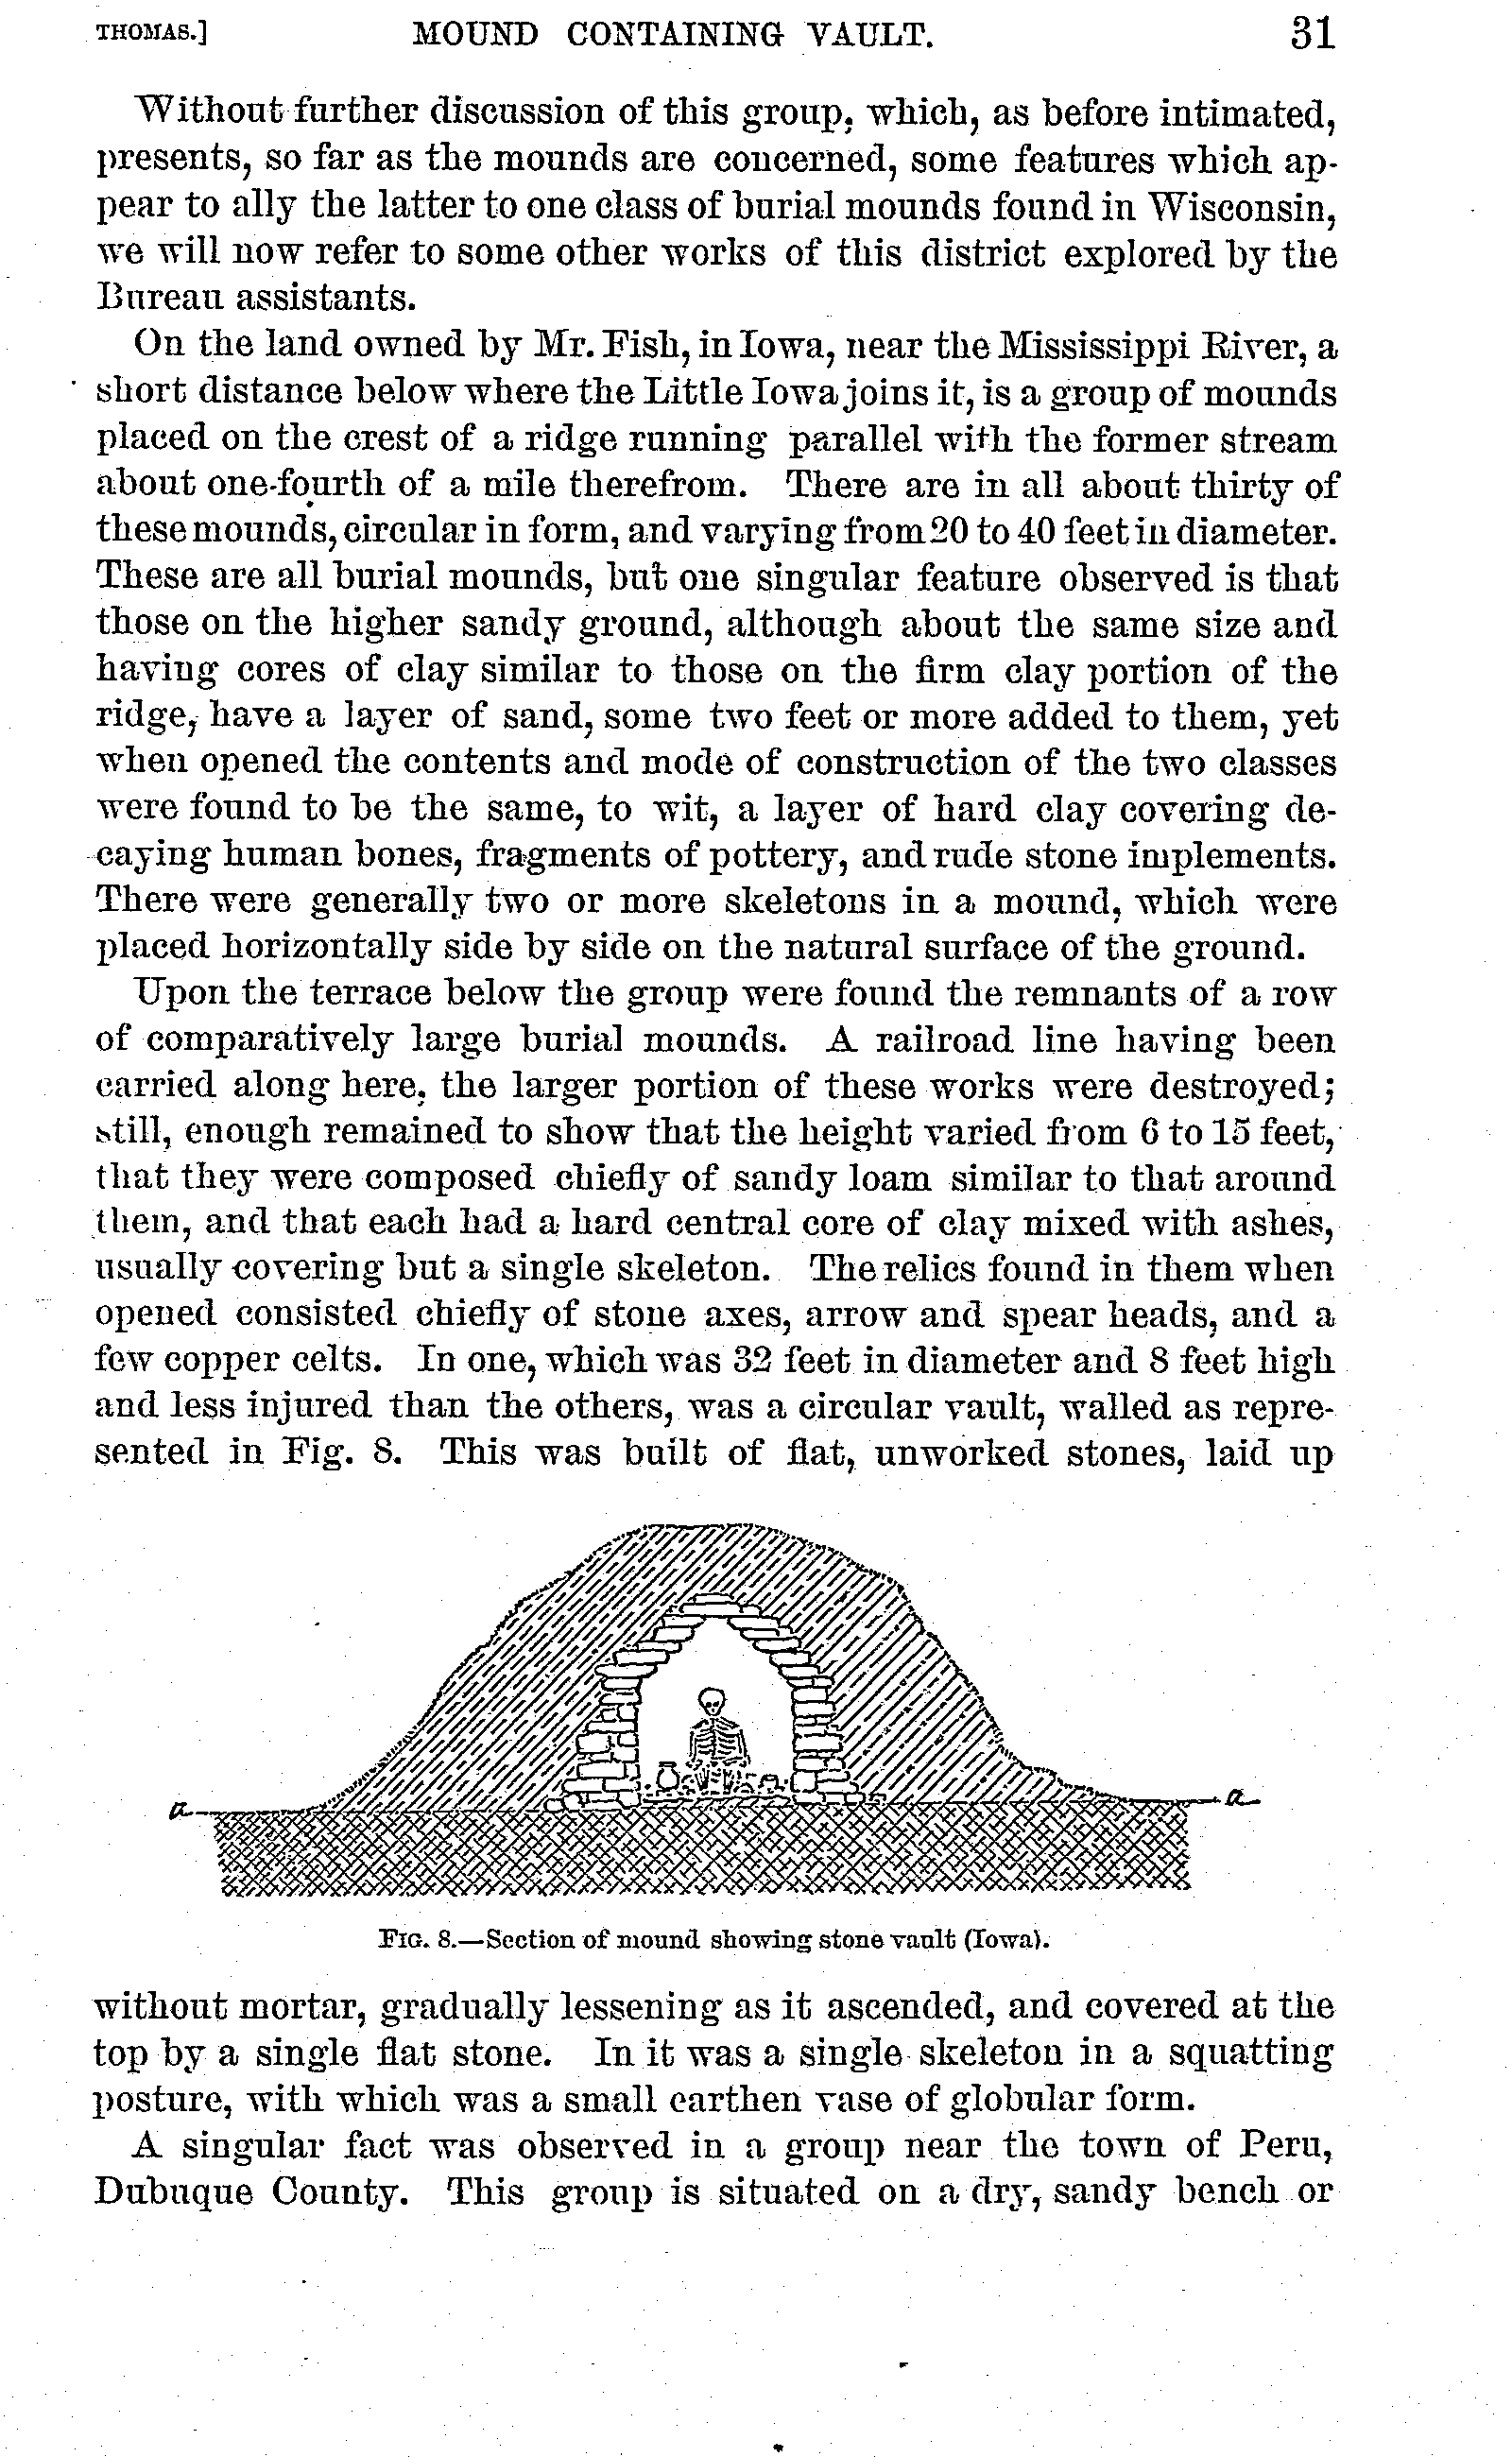 THOMAS.] MOUND CONTAINING VAULT. 31
Without further discussion of this group, which, as before intimated,
presents, so far as the mounds are concerned, some features which ap-
pear to ally the latter to one class of burial mounds found in Wisconsin,
we will now refer to some other works of this district explored by the
Bureau assistants.
On the land owned by Mr. Fish, in Iowa, near the Mississippi River, a
short distance below where the Little Iowa joins it, is a group of mounds
placed on the crest of a ridge running parallel with the former stream
about one-fourth of a mile therefrom. There are in all about thirty of
these mounds, circular in form, and varying from 20 to 40 feet in diameter.
These are all burial mounds, but one singular feature observed is that
those on the higher sandy ground, although about the same size and
having cores of clay similar to those on the firm clay portion of the
ridge, have a layer of sand, some two feet or more added to them, yet
when opened the contents and mode of construction of the two classes
were found to be the same, to wit, a layer of hard clay covering de-
caying human bones, fragments of pottery, and rude stone implements.
There were generally two or more skeletons in a mound, which were
placed horizontally side by side on the natural surface of the ground.
Upon the terrace below the group were found the remnants of a row
of comparatively large burial mounds. A railroad line having been
carried along here, the larger portion of these works were destroyed;
still, enough remained to show that the height varied from 6 to 15 feet,
that they were composed chiefly of sandy loam similar to that around
them, and that each had a hard central core of clay mixed with ashes,
usually covering but a single skeleton. The relics found in them when
opened consisted chiefly of stone axes, arrow and spear heads, and a
few copper celts. In one, which was 32 feet in diameter and 8 feet high
and less injured than the others, was a circular vault, walled as repre-
sented in Fig. 8. This was built of flat, unworked stones, laid up
a a
FIG. 8.—Section of mound showing stone vault (Iowa).
without mortar, gradually lessening as it ascended, and covered at the
top by a single flat stone. In it was a single skeleton in a squatting
posture, with which was a small earthen vase of globular form.
A singular fact was observed in a group near the town of Peru,
Dubuque County. This group is situated on a dry, sandy bench or